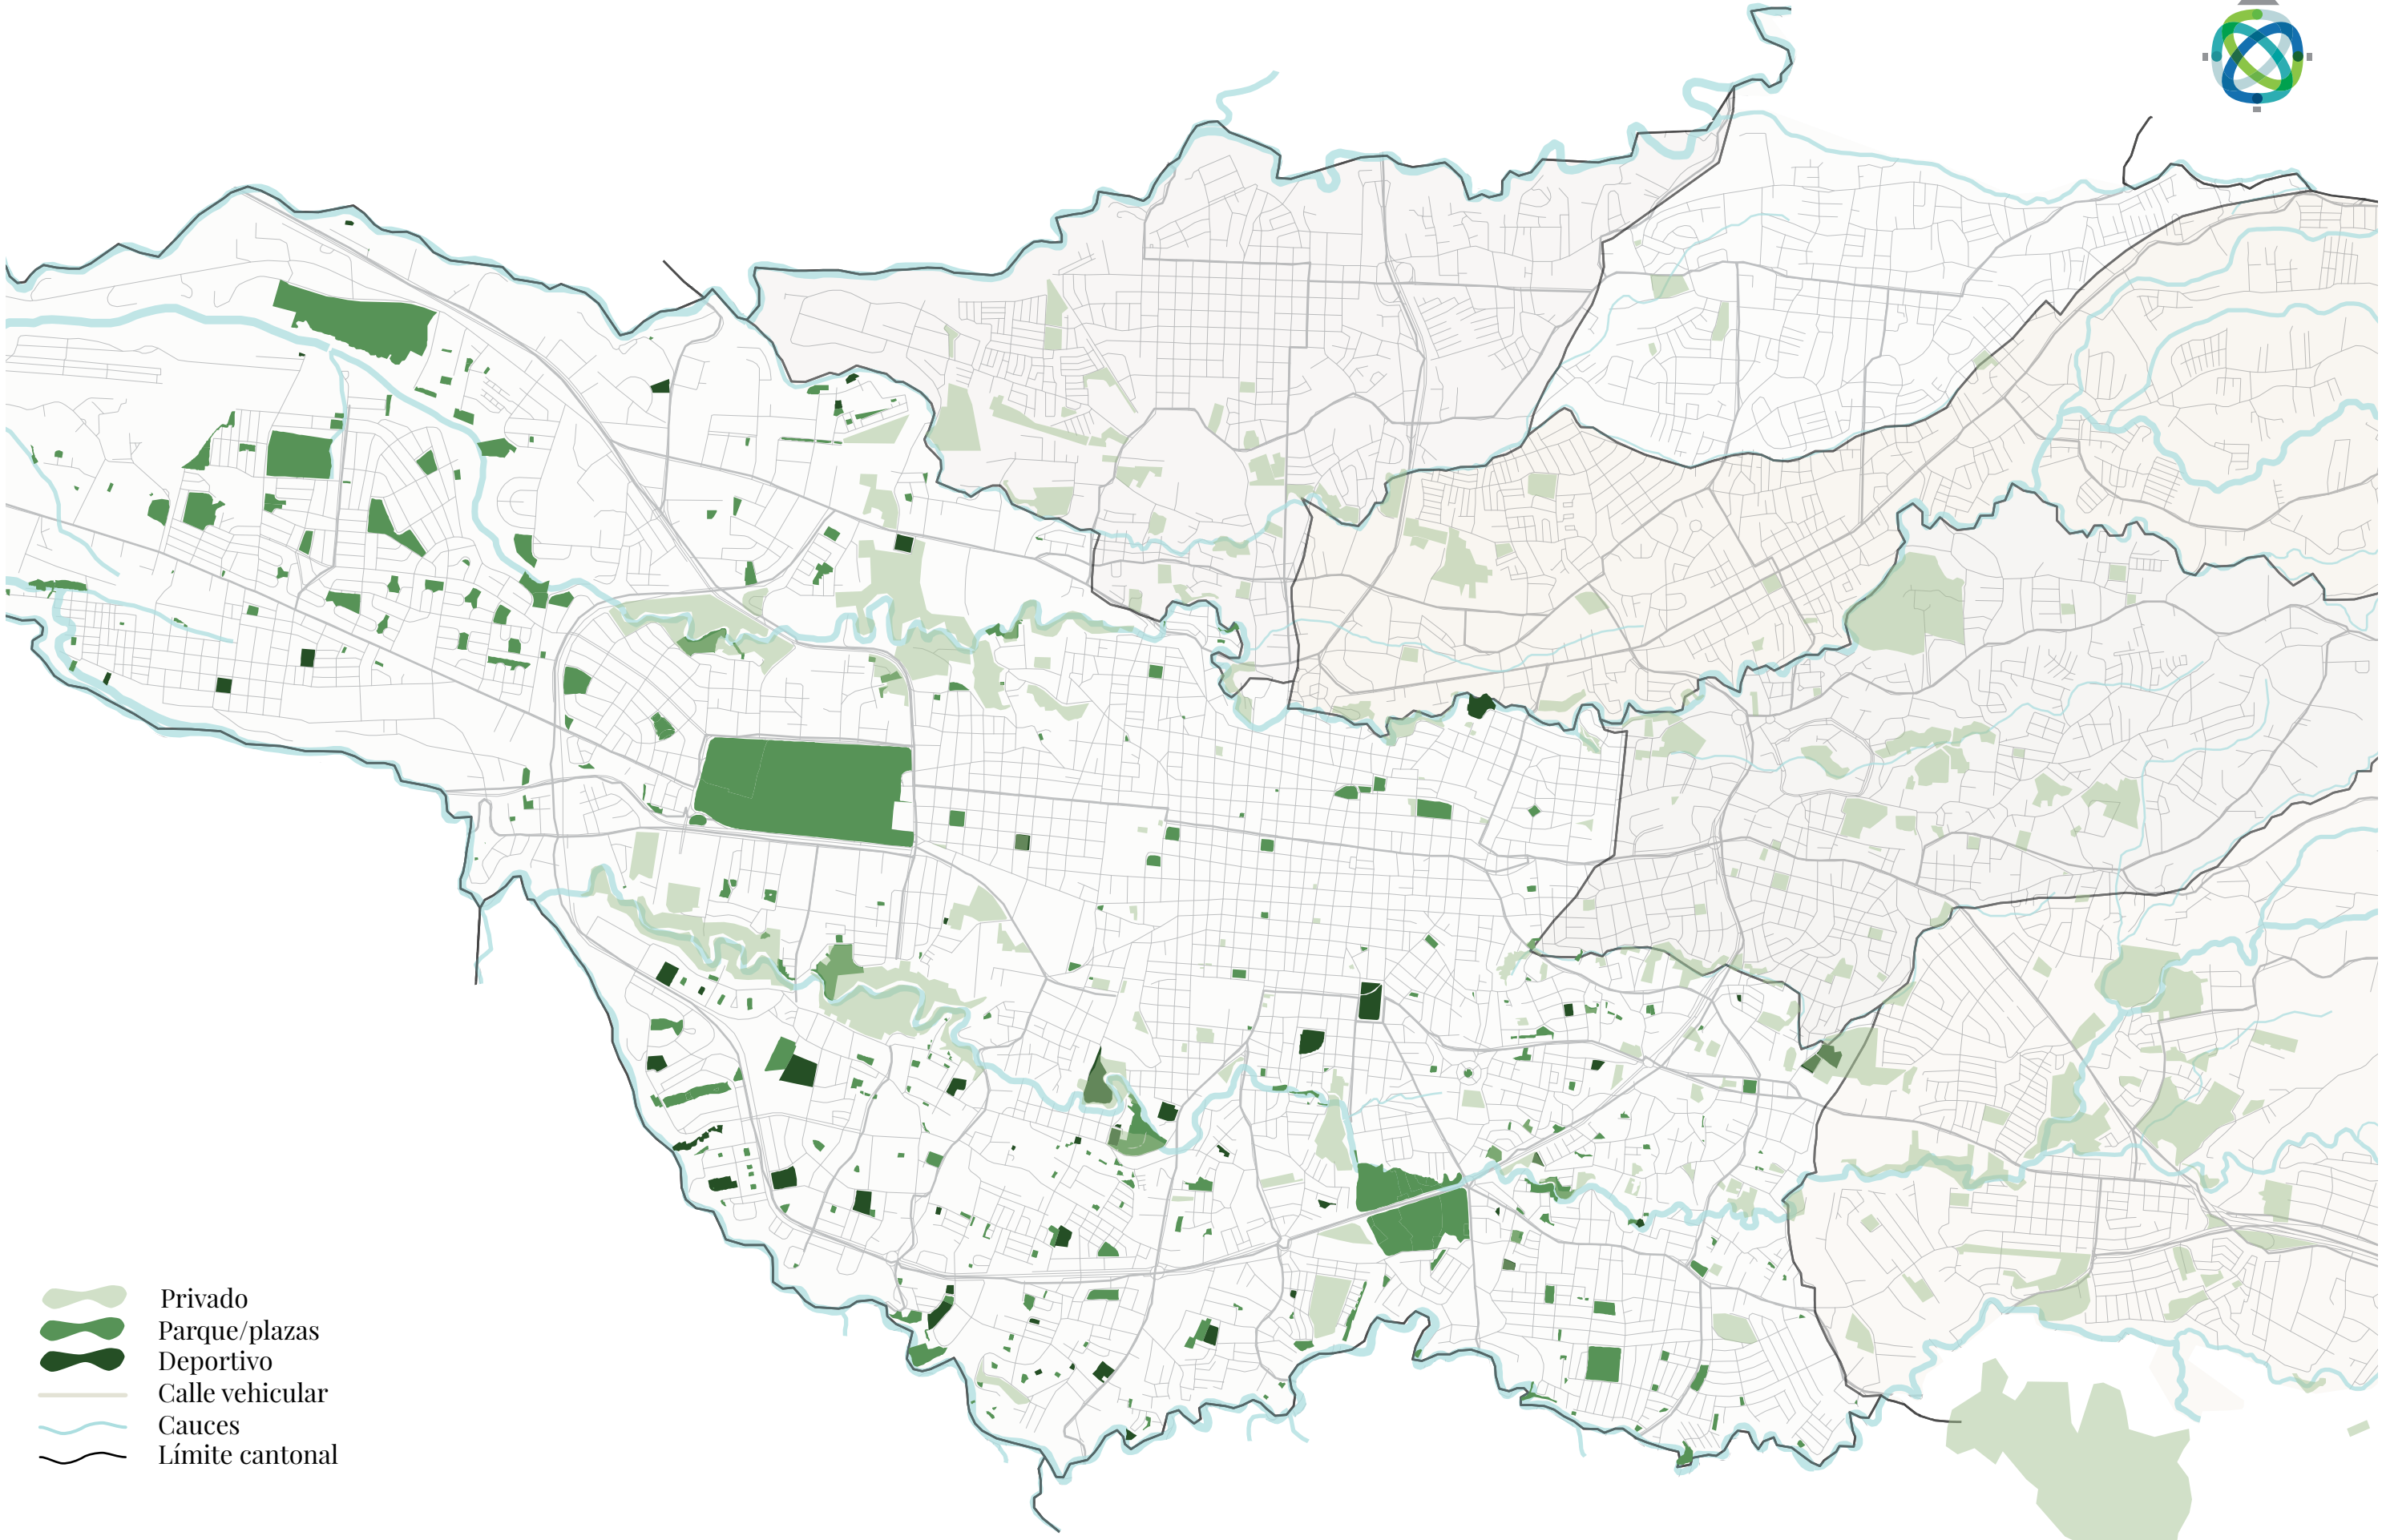 Privado
Parque/plazas
Deportivo
Calle vehicular
Cauces
Límite cantonal